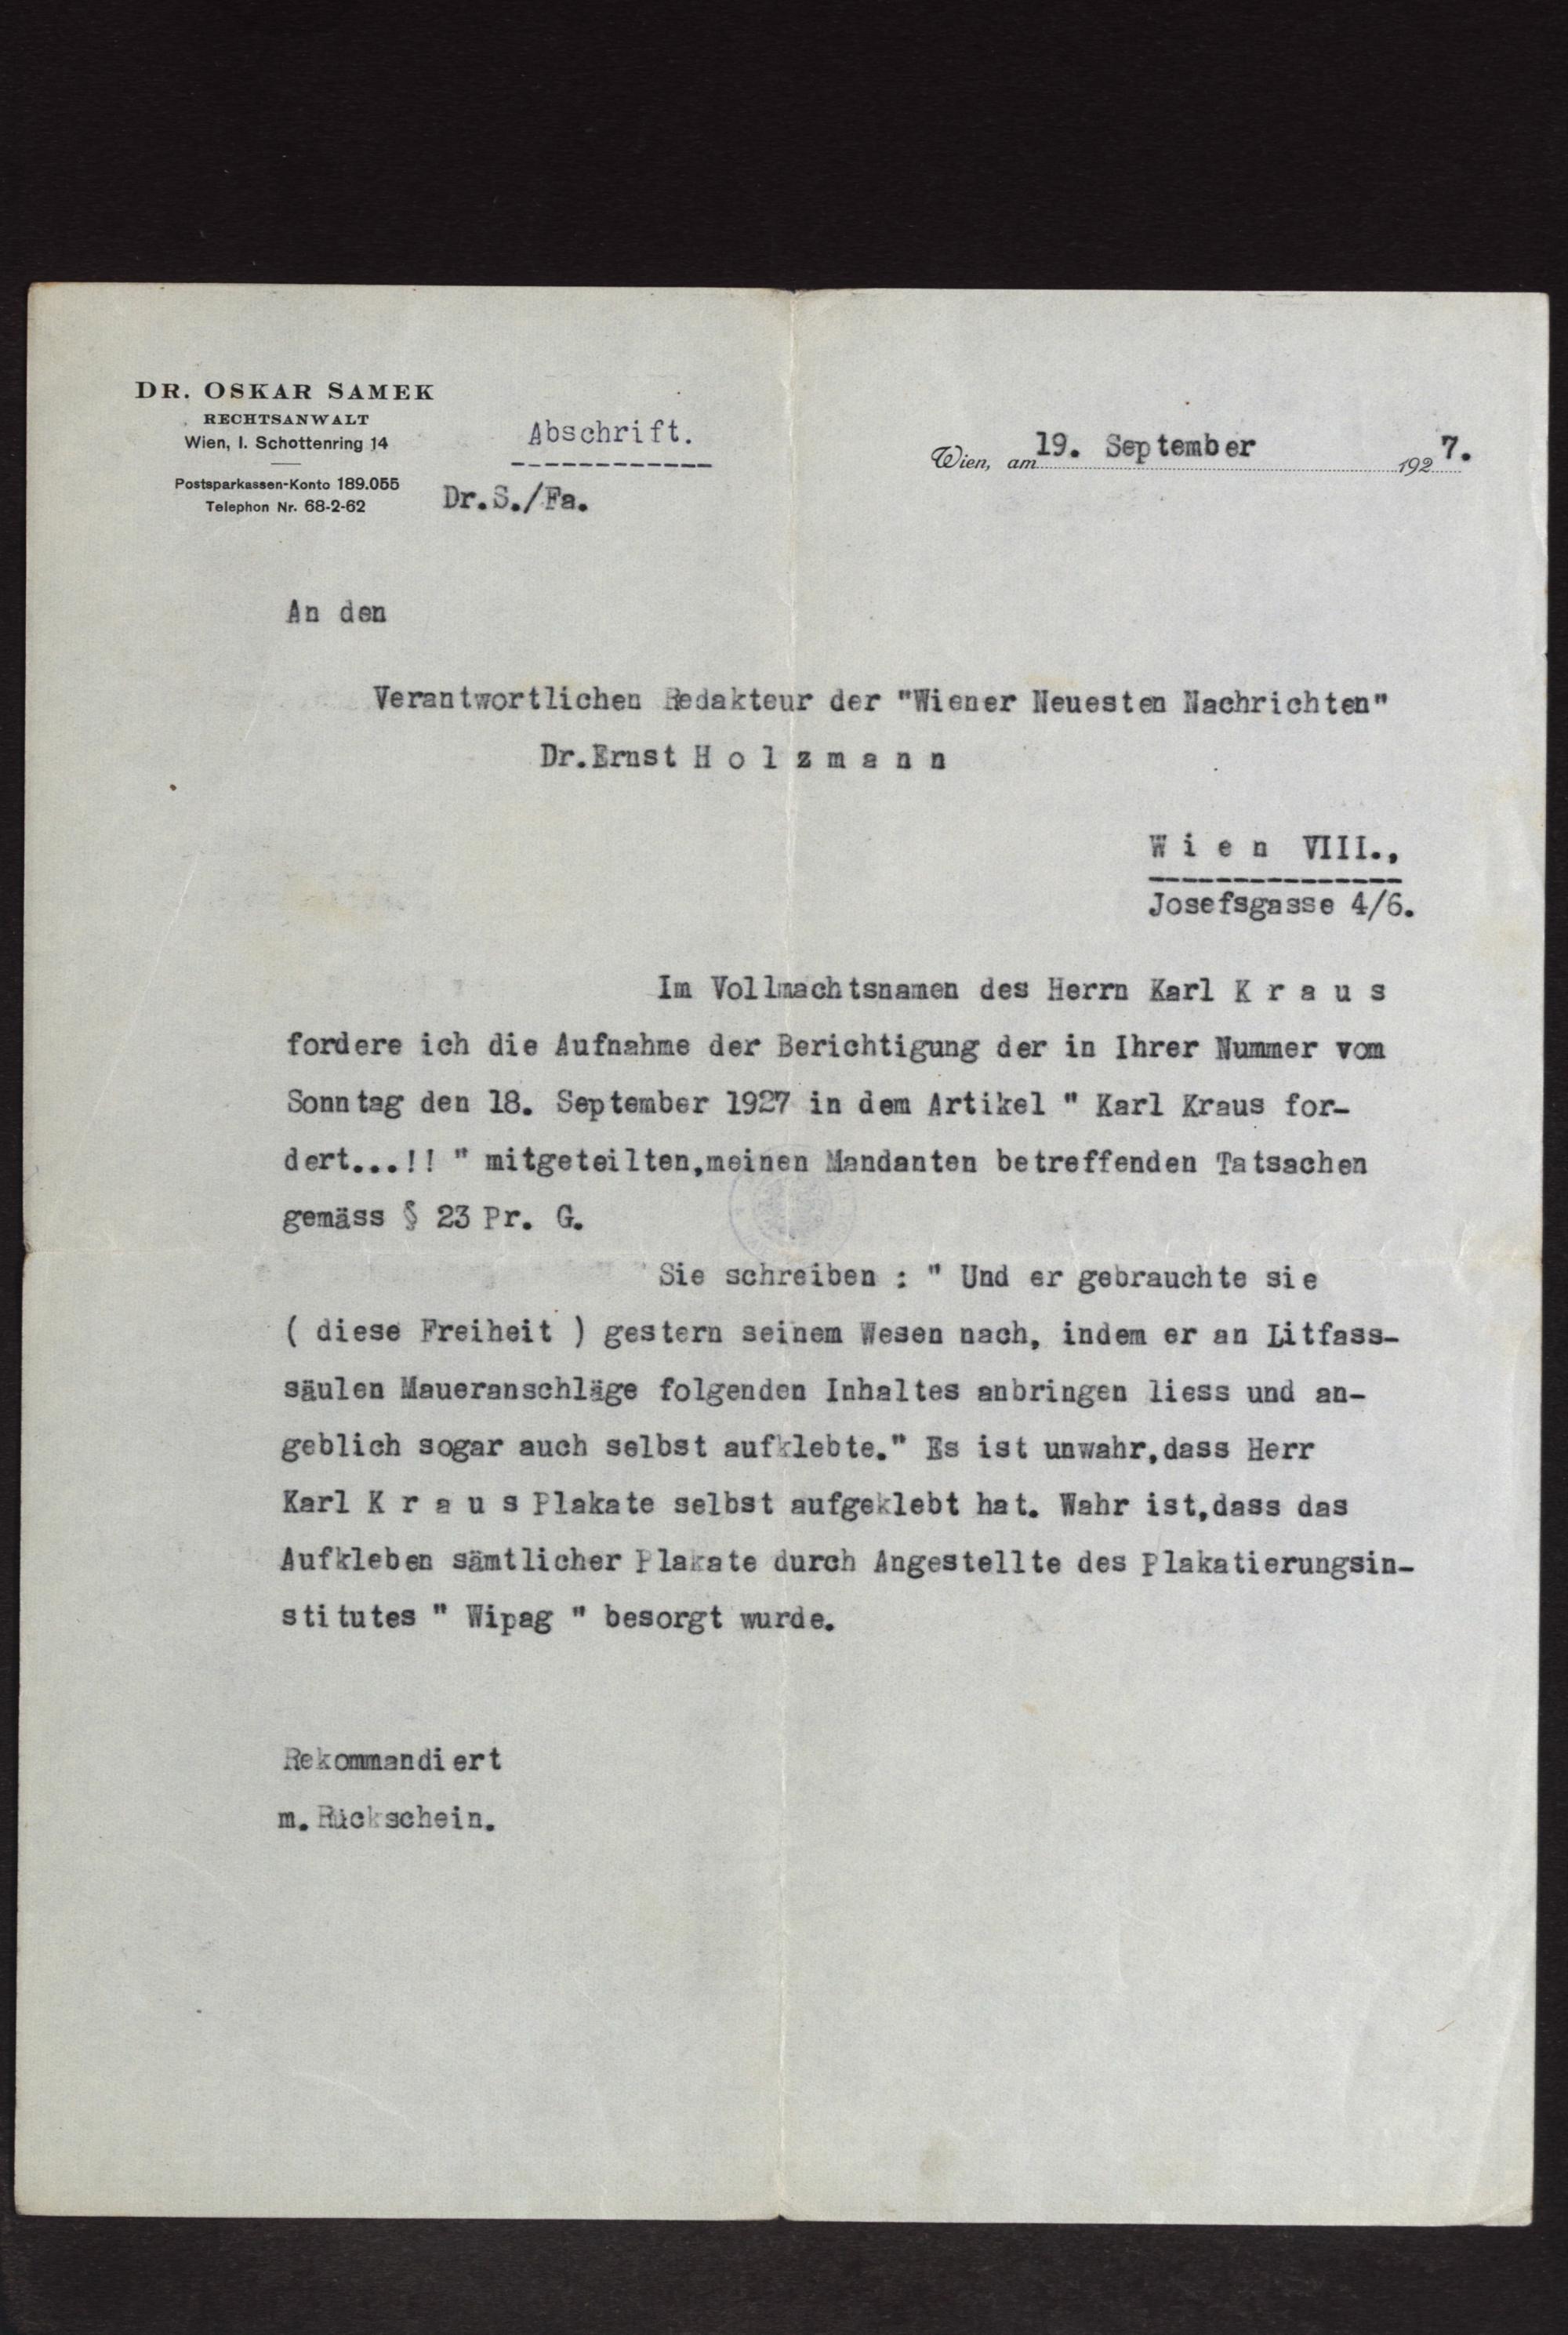 DR. OSKAR SAMEK
RECHTSANWALT
Wien, I. Schottenring 14
Postsparkassen-Konto 189.055
Telephon Nr. 68-2-62
Abschrift.
Dr.S./Fa.
Wien, am 19. September 1927.
An den
Verantwortlichen Redakteur der "Wiener Neuesten Nachrichten"
Dr.Ernst H o l z m a n n
W i e n VIII.,
Josefsgasse 4/6.
Im Vollmachtsnamen des Herrn Karl K r a u s
fordere ich die Aufnahme der Berichtigung der in Ihrer Nummer vom
Sonntag den 18. September 1927 in dem Artikel " Karl Kraus for-
dert...!! " mitgeteilten,meinen Mandanten betreffenden Tatsachen
gemäss § 23 Pr. G.
Sie schreiben : " Und er gebrauchte sie
( diese Freiheit ) gestern seinem Wesen nach, indem er an Litfass-
säulen Maueranschläge folgenden Inhaltes anbringen liess und an-
geblich sogar auch selbst aufklebte." Es ist unwahr,dass Herr
Karl K r a u s Plakate selbst aufgeklebt hat. Wahr ist,dass das
Aufkleben sämtlicher Plakate durch Angestellte des Plakatierungsin-
stitutes " Wipag " besorgt wurde.
Rekommandiert
m. Rückschein.